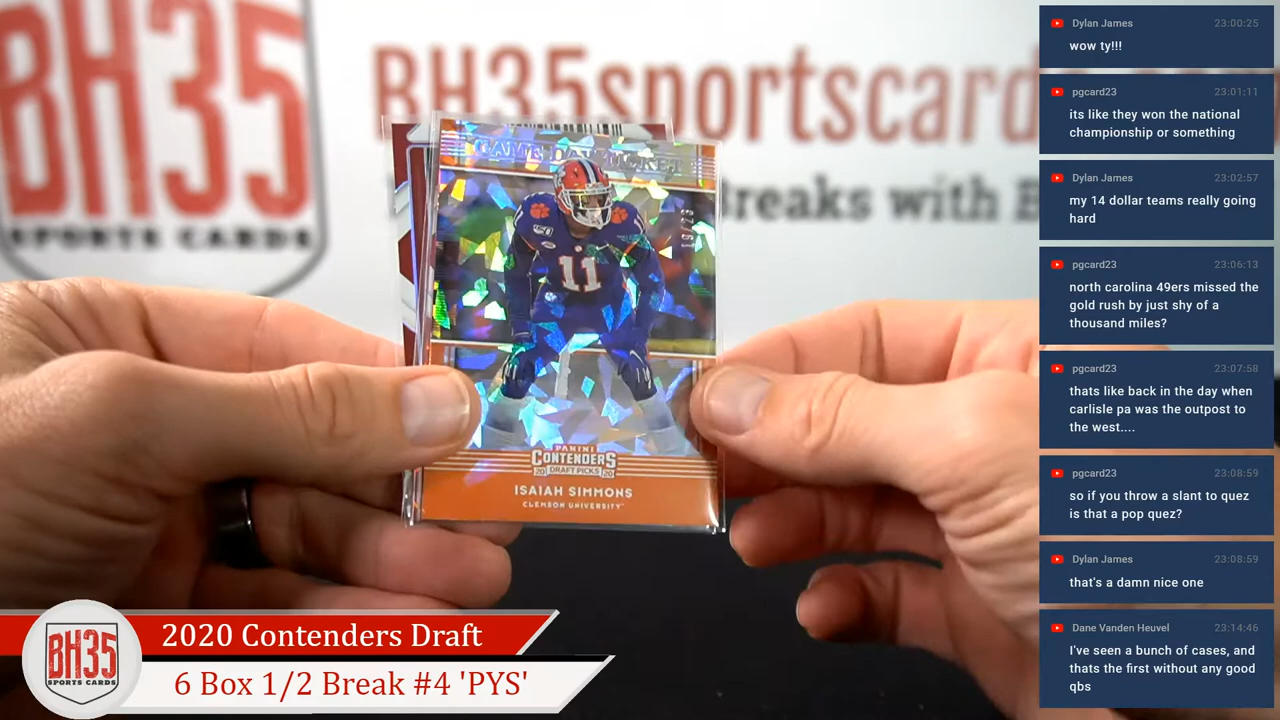 BH35
SPORTS CARDS
BH35sportscards
Breaks with
GAME DAY TICKET
11
150
PANINI
CONTENDERS
20 DRAFT PICKS 20
ISAIAH SIMMONS
CLEMSON UNIVERSITY
BH35
SPORTS CARDS
2020 Contenders Draft
6 Box 1/2 Break #4 'PYS'
Dylan James 23:00:25
wow ty!!!
pgcard23 23:01:11
its like they won the national
championship or something
Dylan James 23:02:57
my 14 dollar teams really going
hard
pgcard23 23:06:13
north carolina 49ers missed the
gold rush by just shy of a
thousand miles?
pgcard23 23:07:58
thats like back in the day when
carlisle pa was the outpost to
the west....
pgcard23 23:08:59
so if you throw a slant to quez
is that a pop quez?
Dylan James 23:08:59
that's a damn nice one
Dane Vanden Heuvel 23:14:46
I've seen a bunch of cases, and
thats the first without any good
qbs